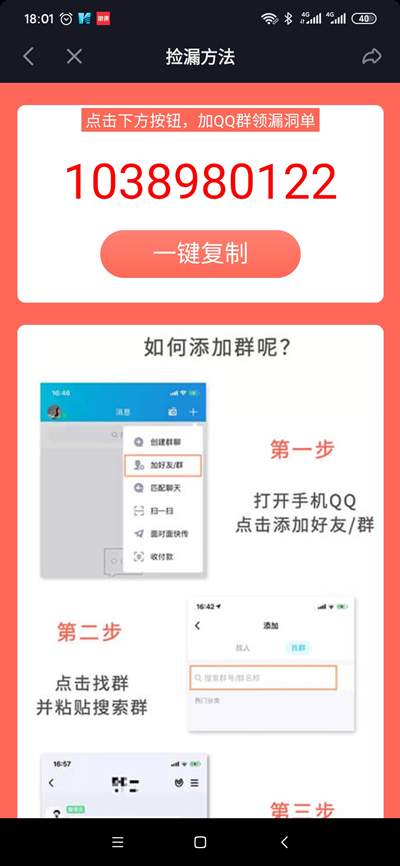 18:01
4G
4G
40
捡漏方法
点击下方按钮，加QQ群领漏洞单
1038980122
一键复制
如何添加群呢？
16:46
消息
创建群聊
加好友/群
匹配聊天
扫一扫
面对面快传
收付款
第一步
打开手机QQ
点击添加好友/群
第二步
点击找群
并粘贴搜索群
16:42
添加
找人
找群
搜索群号/群名称
热门分类
16:57
第三步